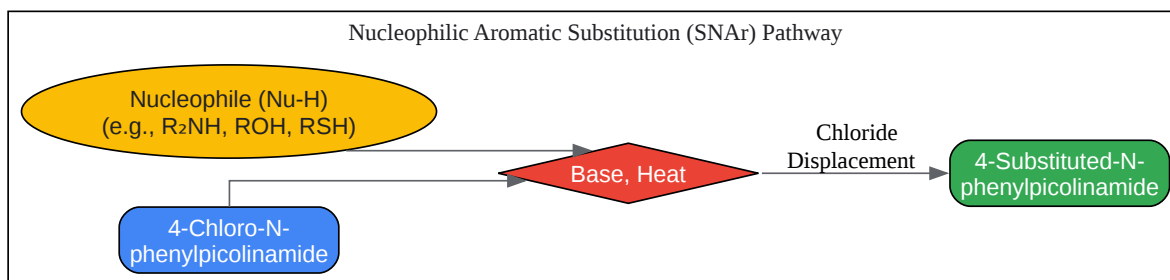 Nucleophilic Aromatic Substitution (SNAr) Pathway
Nucleophile (Nu-H)
(e.g., R₂NH, ROH, RSH)
Chloride
Displacement
Base, Heat
4-Substituted-N-
phenylpicolinamide
4-Chloro-N-
phenylpicolinamide